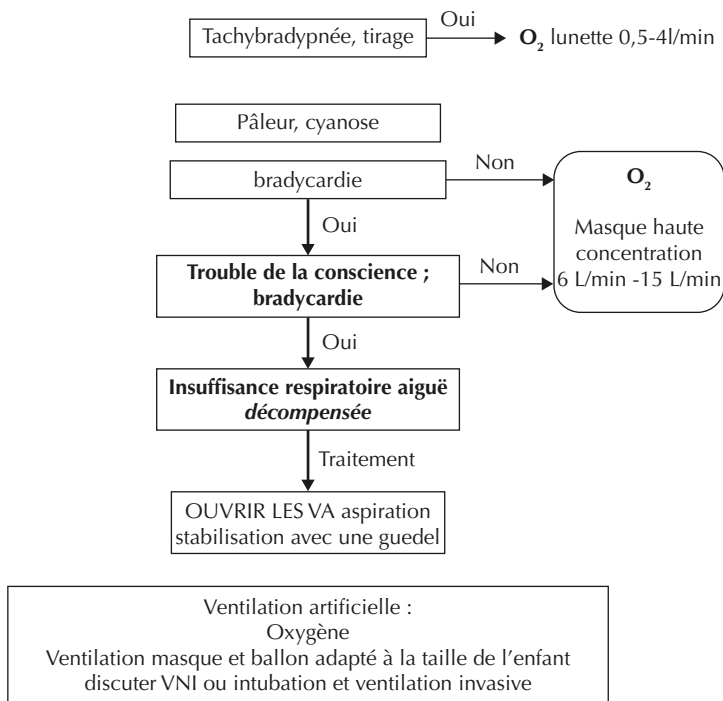 Oui
Tachybradypnée, tirage
O₂ lunette 0,5-4l/min
Pâleur, cyanose
bradycardie
Non
O₂
Masque haute
concentration
6 L/min -15 L/min
Oui
Trouble de la conscience ;
bradycardie
Non
Oui
Insuffisance respiratoire aiguë
décompensée
Traitement
OUVRIR LES VA aspiration
stabilisation avec une guedel
Ventilation artificielle :
Oxygène
Ventilation masque et ballon adapté à la taille de l’enfant
discuter VNI ou intubation et ventilation invasive